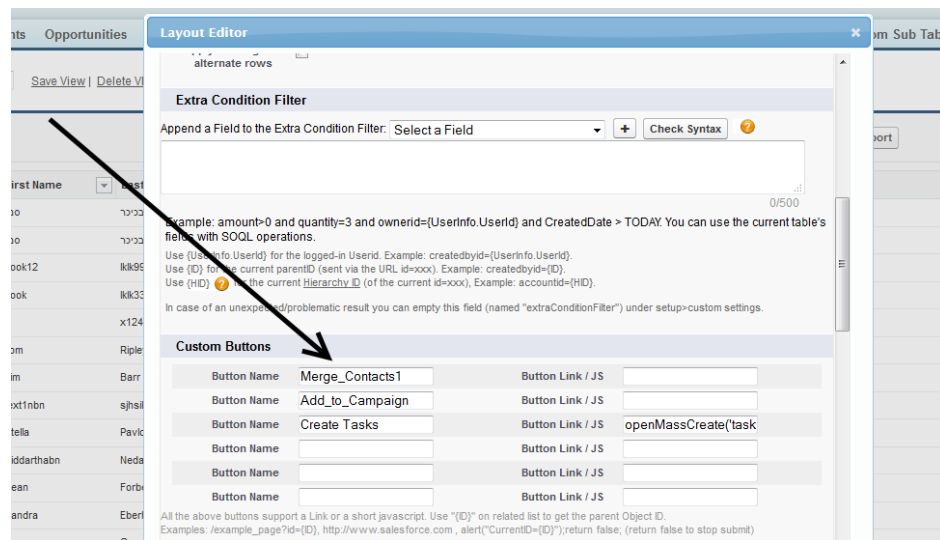 nts Opportunities
Layout Editor
om Sub Tab
Save View | Delete Vi
alternate rows
Extra Condition Filter
Append a Field to the Extra Condition Filter: Select a Field + Check Syntax ?
port
irst Name Last
0/500
סכ בכיכר
Example: amount>0 and quantity=3 and ownerid={UserInfo.UserId} and CreatedDate > TODAY. You can use the current table's
fields with SOQL operations.
Use {UserInfo.UserId} for the logged-in Userid. Example: createdbyid={UserInfo.UserId}.
ook12 lklk99
Use {ID} for the current parentID (sent via the URL id=xxx). Example: createdbyid={ID}.
Use {HID} ? for the current Hierarchy ID (of the current id=xxx), Example: accountid={HID}.
ook lklk33
In case of an unexpected/problematic result you can empty this field (named "extraConditionFilter") under setup>custom settings.
x124
Custom Buttons
om Ripley
im Barr
Button Name Merge_Contacts1 Button Link / JS
ext1nbn sjhsil
Button Name Add_to_Campaign Button Link / JS
tella Pavlo
Button Name Create Tasks Button Link / JS openMassCreate('task
iddarthabn Neda
Button Name Button Link / JS
Button Name Button Link / JS
ean Forbe
Button Name Button Link / JS
andra Eberl
All the above buttons support a Link or a short javascript. Use "{ID}" on related list to get the parent Object ID.
Examples: /example_page?id={ID}, http://www.salesforce.com , alert("CurrentID={ID}");return false; (return false to stop submit)